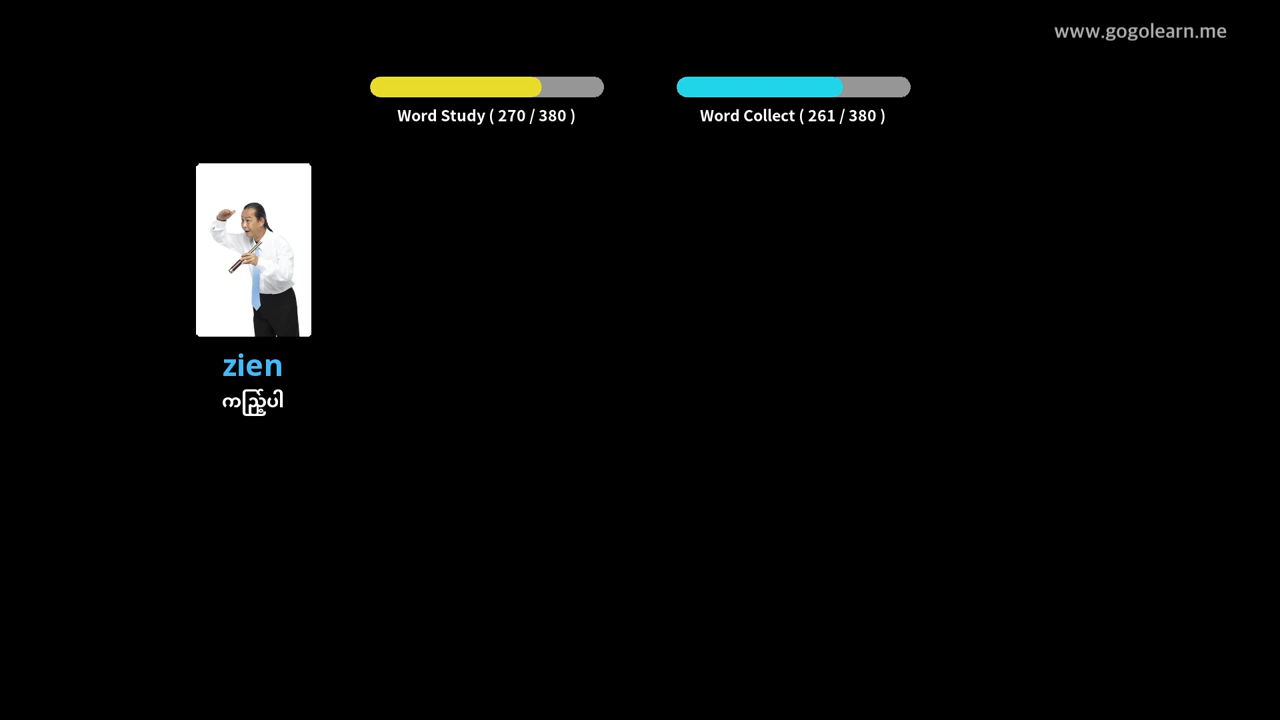 www.gogolearn.me
Word Study ( 270 / 380 )
Word Collect ( 261 / 380 )
zien
ကည့်ြပါ